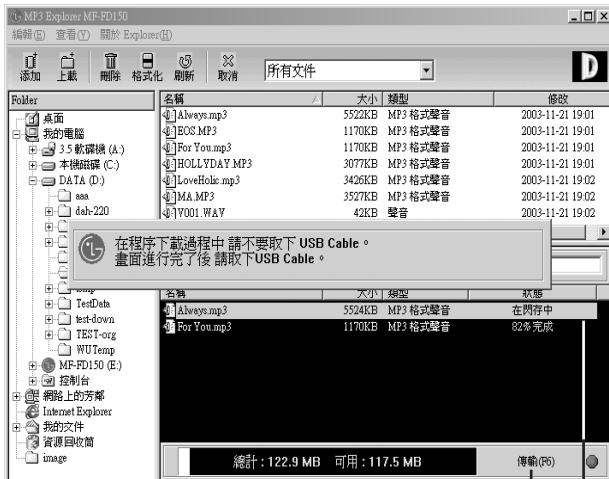 MP3 Explorer MF-FD150
編輯(E) 查看(V) 關於 Explorer(H)
添加 上載 刪除 格式化 刷新 取消 所有文件
D
Folder
桌面
我的電腦
3.5 軟碟機 (A:)
本機磁碟 (C:)
DATA (D:)
aaa
dah-220
TestData
test-down
TEST-org
WUTemp
MF-FD150 (E:)
控制台
網路上的芳鄰
Internet Explorer
我的文件
資源回收筒
image
名稱 大小 類型 修改
Always.mp3 5522KB MP3 格式聲音 2003-11-21 19:01
EOS.MP3 1170KB MP3 格式聲音 2003-11-21 19:01
For You.mp3 1170KB MP3 格式聲音 2003-11-21 19:01
HOLLYDAY.MP3 3077KB MP3 格式聲音 2003-11-21 19:01
LoveHolic.mp3 3426KB MP3 格式聲音 2003-11-21 19:02
MA.MP3 3527KB MP3 格式聲音 2003-11-21 19:02
V001.WAV 42KB 聲音 2003-11-21 19:02
在程序下載過程中 請不要取下 USB Cable。
畫面進行完了後 請取下USB Cable。
名稱 大小 類型 狀態
Always.mp3 5524KB MP3 格式聲音 在閃存中
For You.mp3 1170KB MP3 格式聲音 82% 完成
總計 : 122.9 MB 可用 : 117.5 MB 傳輸(F6)